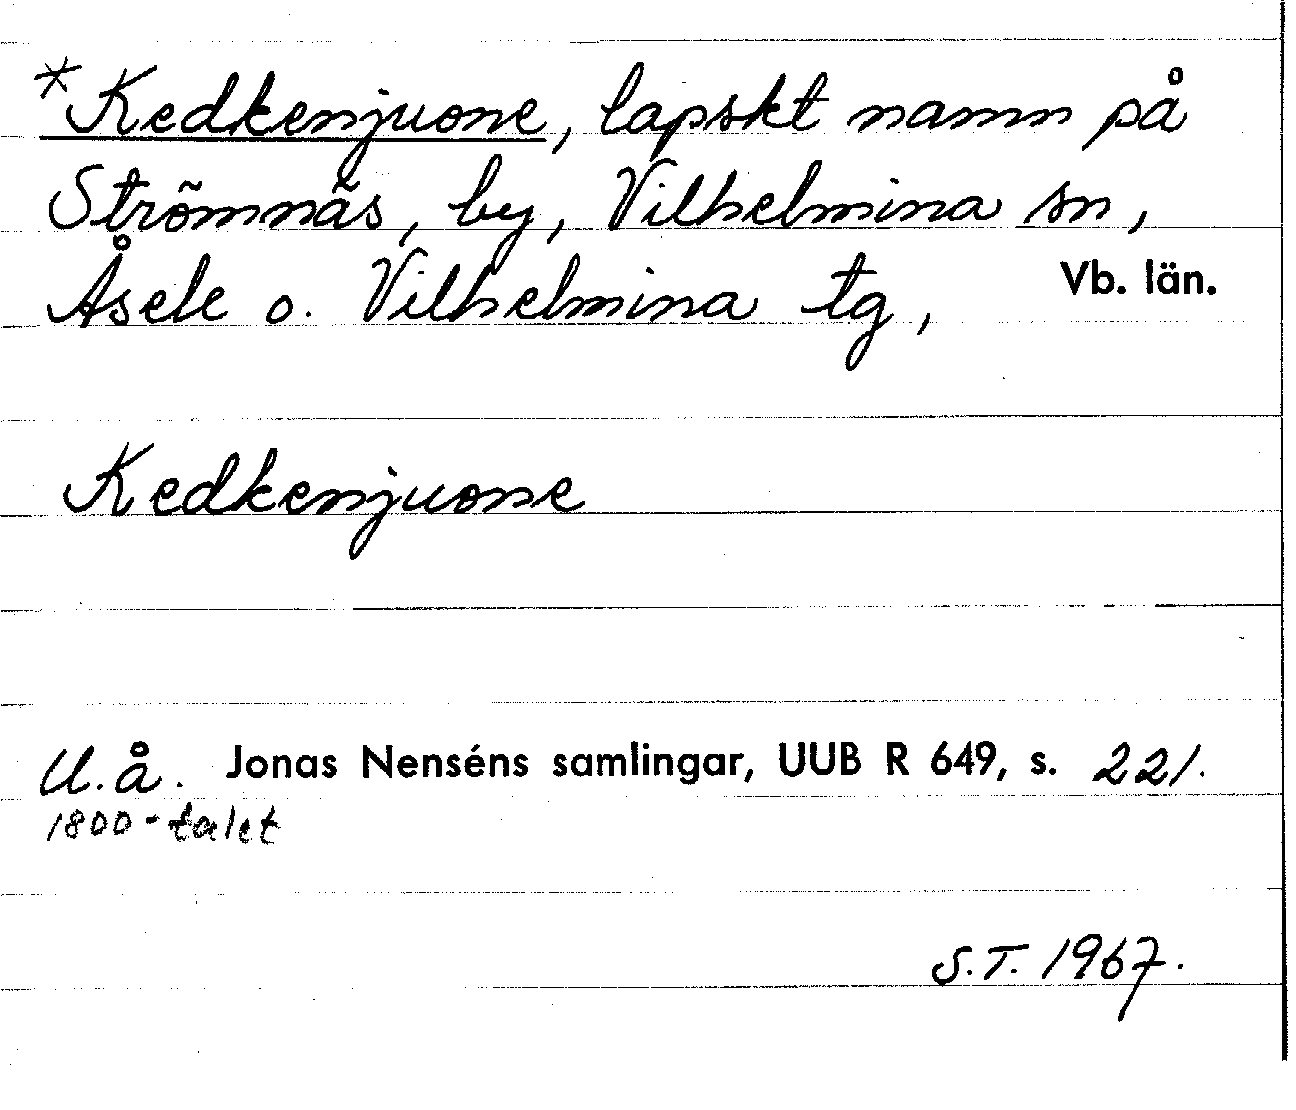 *Kedkenjuone, lapskt namn på
Strömnäs, by, Vilhelmina sn,
Åsele o. Vilhelmina tg, Vb. län.
Kedkenjuone
U.å. Jonas Nenséns samlingar, UUB R 649, s. 221.
1800-talet
S.T. 1967.